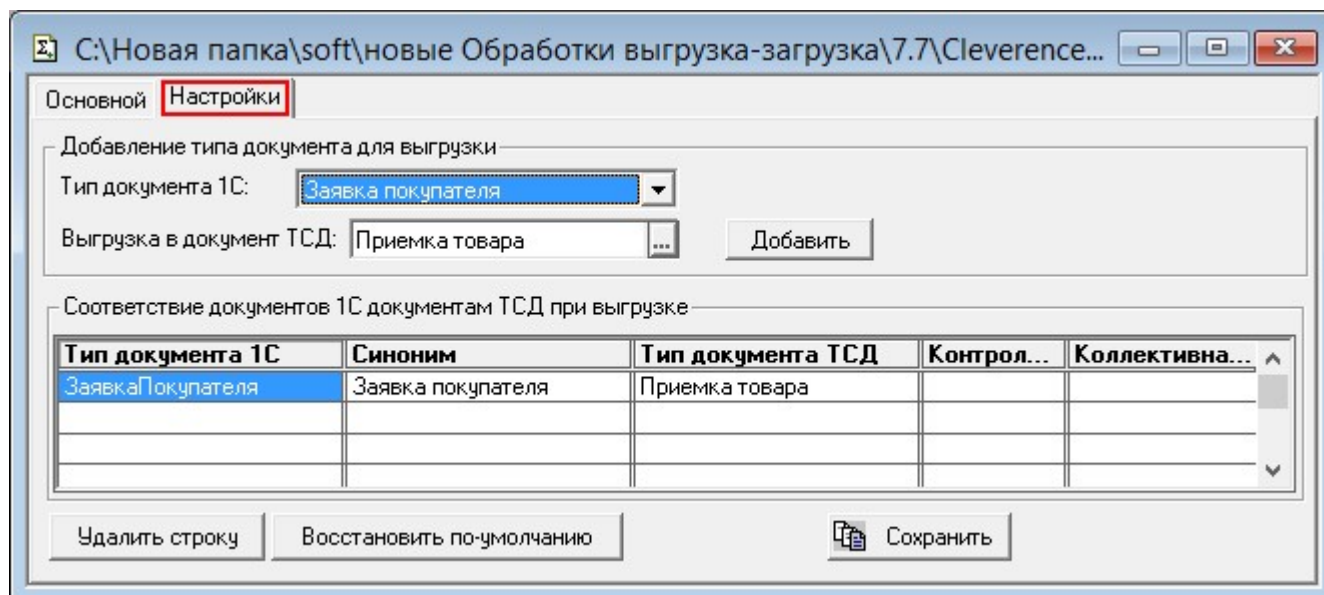 C:\Новая папка\soft\новые Обработки выгрузка-загрузка\7.7\Cleverence...
Основной Настройки
Добавление типа документа для выгрузки
Тип документа 1С: Заявка покупателя
Выгрузка в документ ТСД: Приемка товара ... Добавить
Соответствие документов 1С документам ТСД при выгрузке
Тип документа 1С Синоним Тип документа ТСД Контрол... Коллективна...
ЗаявкаПокупателя Заявка покупателя Приемка товара
Удалить строку Восстановить по-умолчанию Сохранить